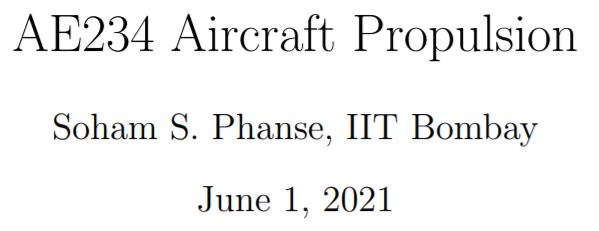 AE234 Aircraft Propulsion
Soham S. Phanse, IIT Bombay
June 1, 2021